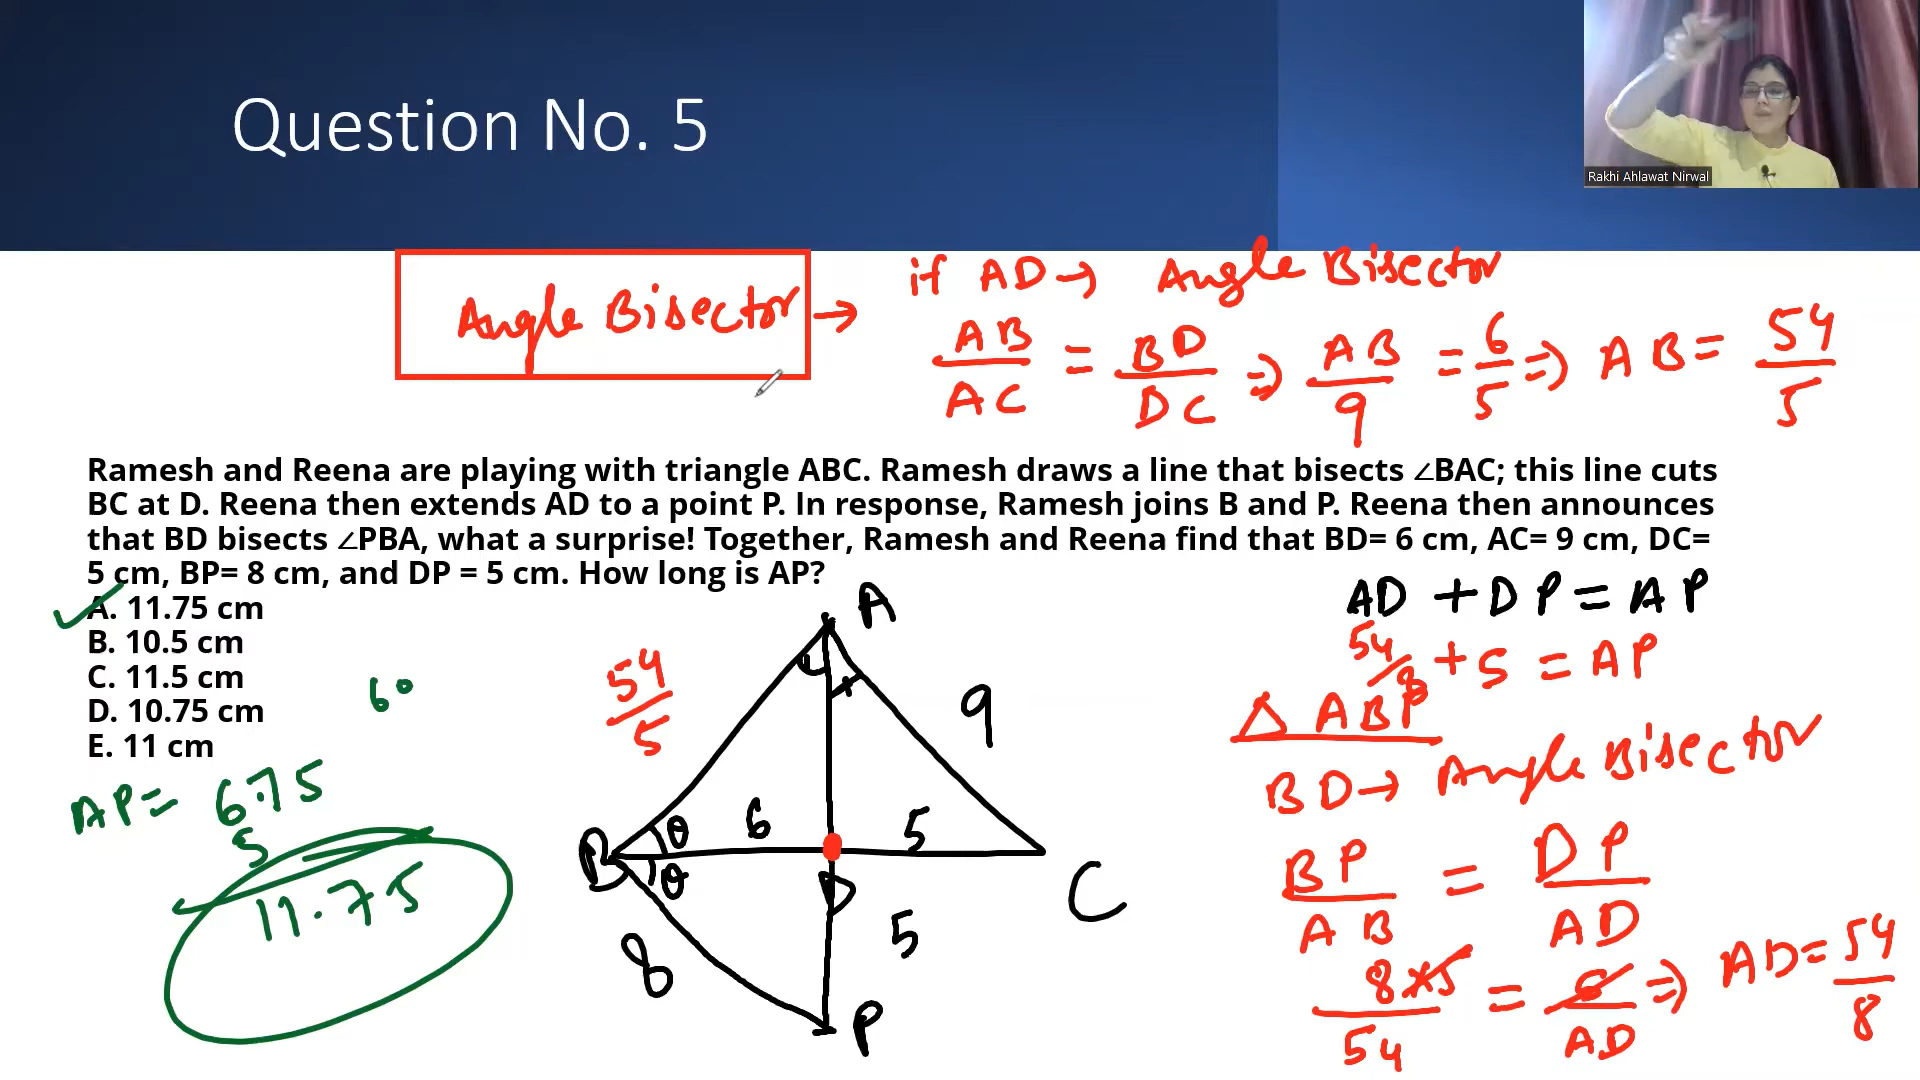 Question No. 5
Rakhi Ahlawat Nirwal
Angle Bisector →
if AD → Angle Bisector
AB/AC = BD/DC ⇒ AB/9 = 6/5 ⇒ AB = 54/5
Ramesh and Reena are playing with triangle ABC. Ramesh draws a line that bisects ∠BAC; this line cuts
BC at D. Reena then extends AD to a point P. In response, Ramesh joins B and P. Reena then announces
that BD bisects ∠PBA, what a surprise! Together, Ramesh and Reena find that BD= 6 cm, AC= 9 cm, DC=
5 cm, BP= 8 cm, and DP = 5 cm. How long is AP?
A. 11.75 cm
B. 10.5 cm
C. 11.5 cm
D. 10.75 cm
E. 11 cm
60
AP = 6.75
5
11.75
A
54/5
9
B
θ
θ
6
5
D
C
8
5
P
AD + DP = AP
54/8 + 5 = AP
△ ABP
BD → Angle Bisector
BP/AB = DP/AD
8×5/54 = 5/AD ⇒ AD = 54/8